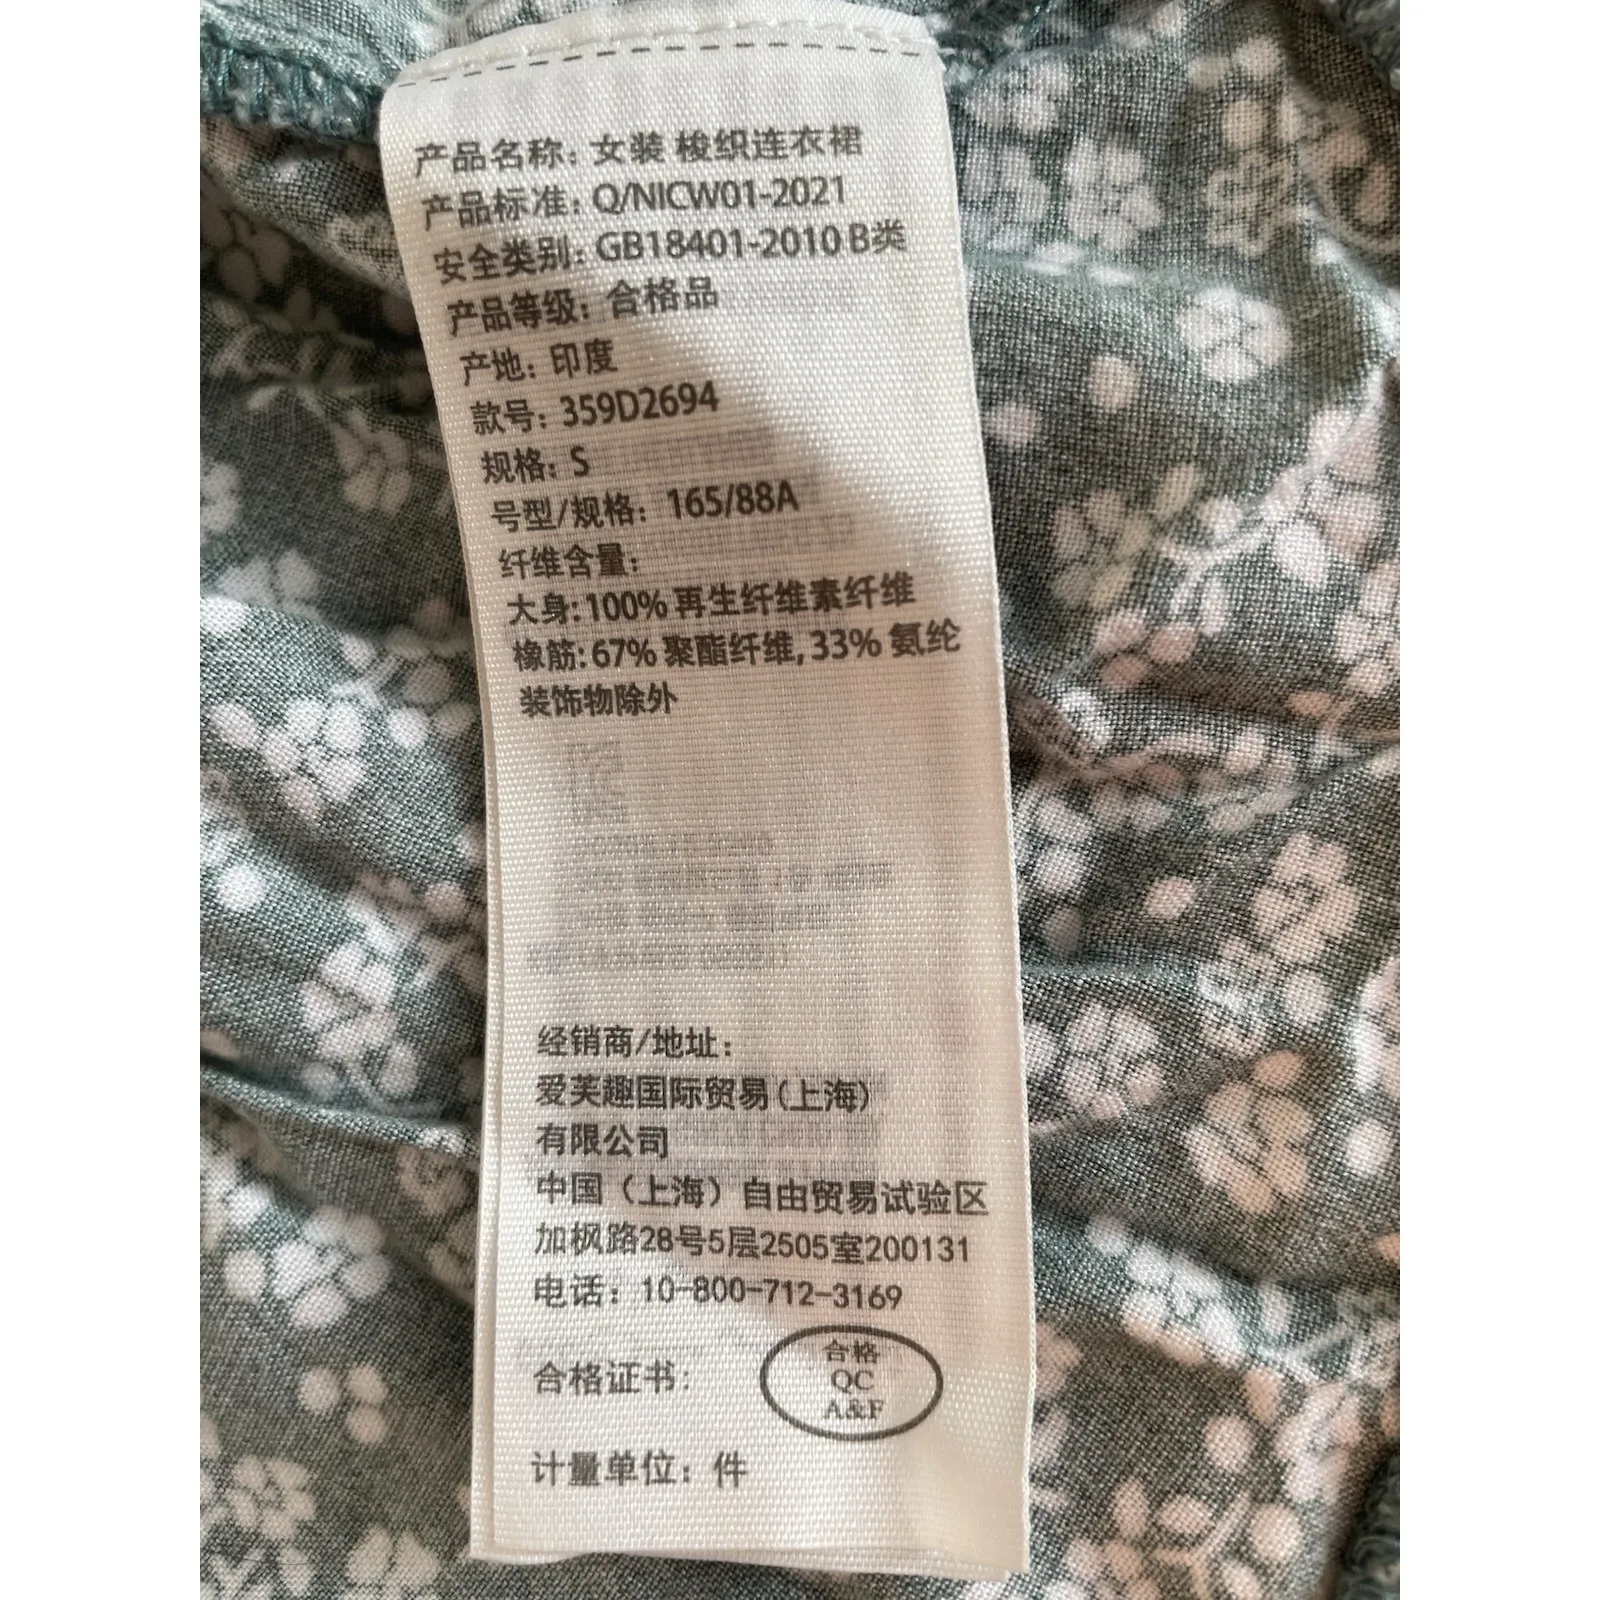 产品名称: 女装 梭织连衣裙
产品标准: Q/NICW01-2021
安全类别: GB18401-2010 B类
产品等级: 合格品
产地: 印度
款号: 359D2694
规格: S
号型/规格: 165/88A
纤维含量:
大身: 100% 再生纤维素纤维
橡筋: 67% 聚酯纤维, 33% 氨纶
装饰物除外
经销商/地址:
爱芙趣国际贸易(上海)
有限公司
中国（上海）自由贸易试验区
加枫路28号5层2505室200131
电话: 10-800-712-3169
合格证书:
合格
QC
A&F
计量单位: 件